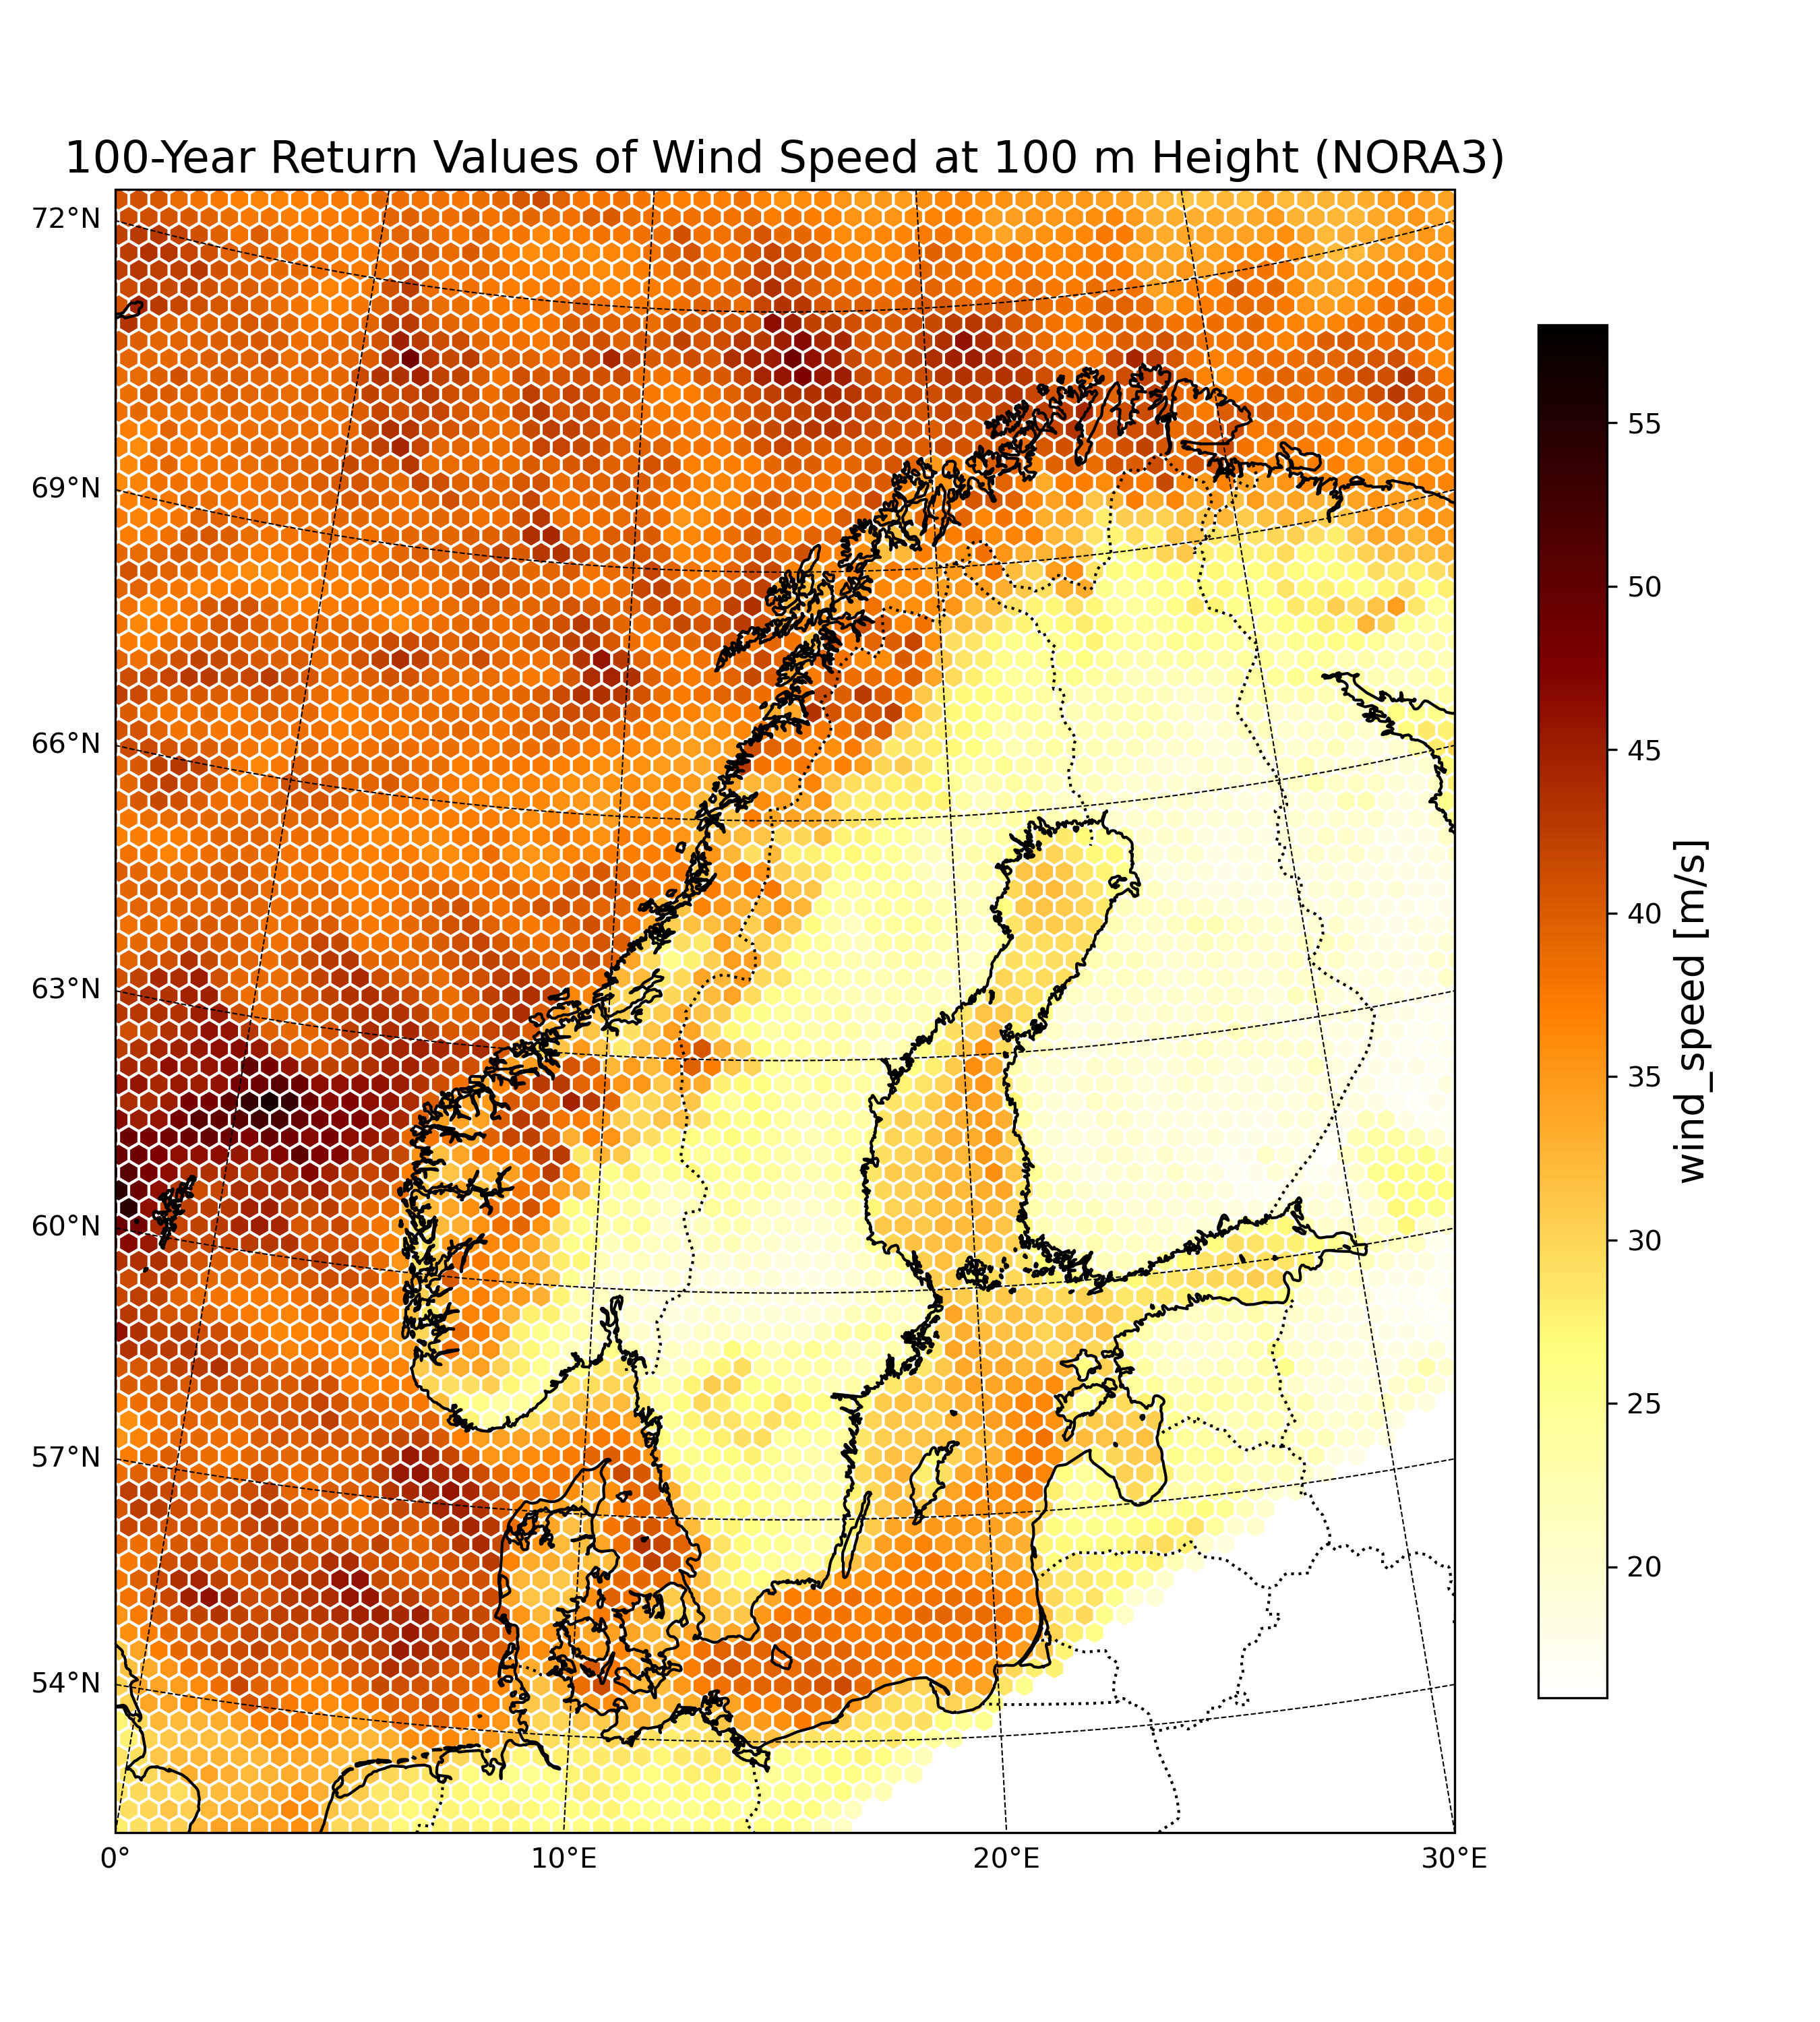 100-Year Return Values of Wind Speed at 100 m Height (NORA3)
72°N
69°N
66°N
63°N
60°N
57°N
54°N
0°
10°E
20°E
30°E
55
50
45
40
35
30
25
20
wind_speed [m/s]